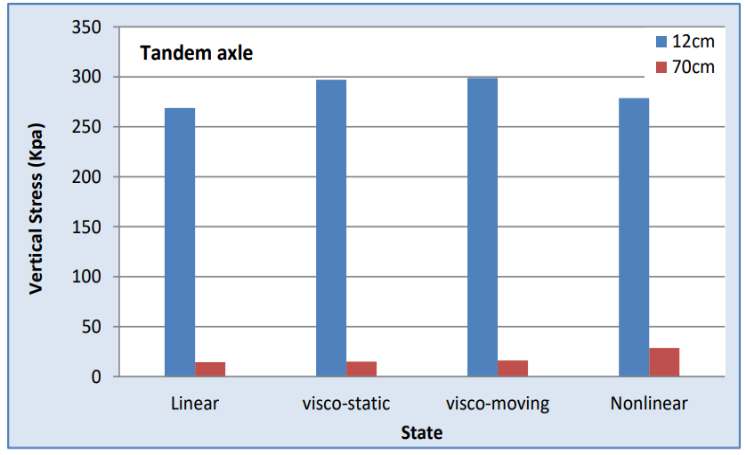 Tandem axle
12cm
70cm
Vertical Stress (Kpa)
350
300
250
200
150
100
50
0
Linear
visco-static
visco-moving
Nonlinear
State